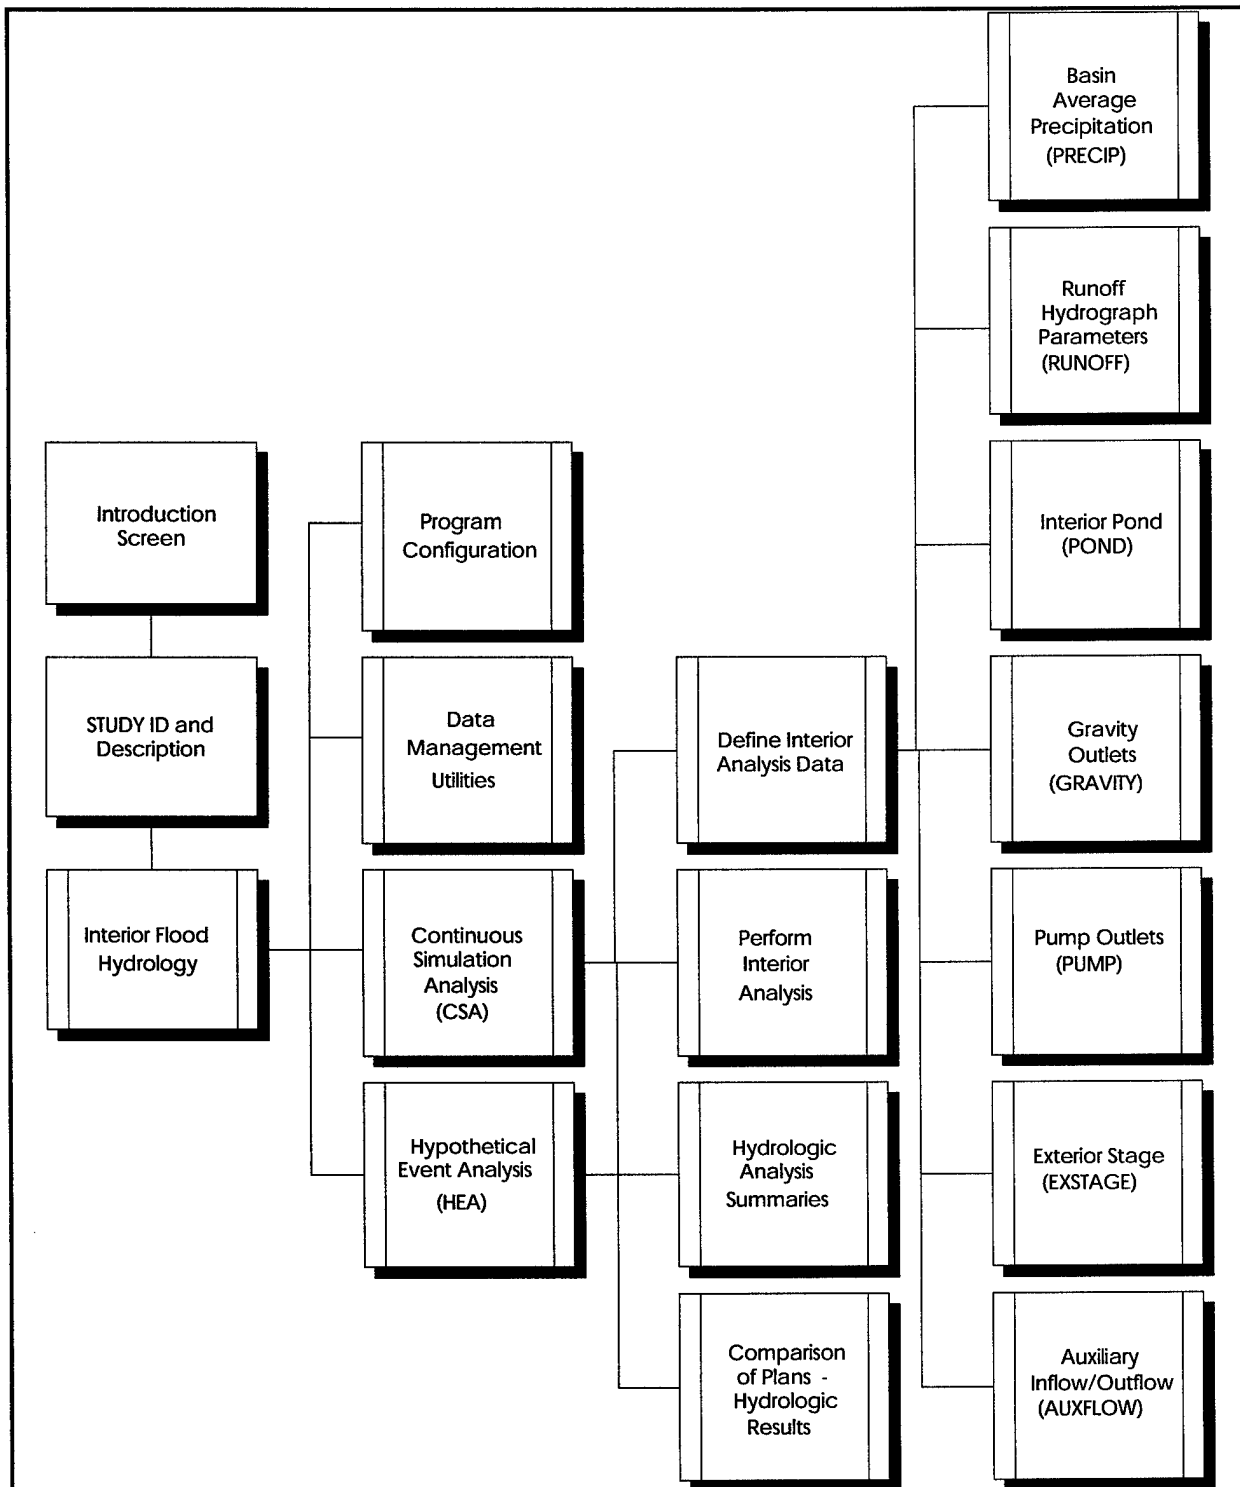 Introduction
Screen
STUDY ID and
Description
Interior Flood
Hydrology
Program
Configuration
Data
Management
Utilities
Continuous
Simulation
Analysis
(CSA)
Hypothetical
Event Analysis
(HEA)
Define Interior
Analysis Data
Perform
Interior
Analysis
Hydrologic
Analysis
Summaries
Comparison
of Plans -
Hydrologic
Results
Basin
Average
Precipitation
(PRECIP)
Runoff
Hydrograph
Parameters
(RUNOFF)
Interior Pond
(POND)
Gravity
Outlets
(GRAVITY)
Pump Outlets
(PUMP)
Exterior Stage
(EXSTAGE)
Auxiliary
Inflow/Outflow
(AUXFLOW)